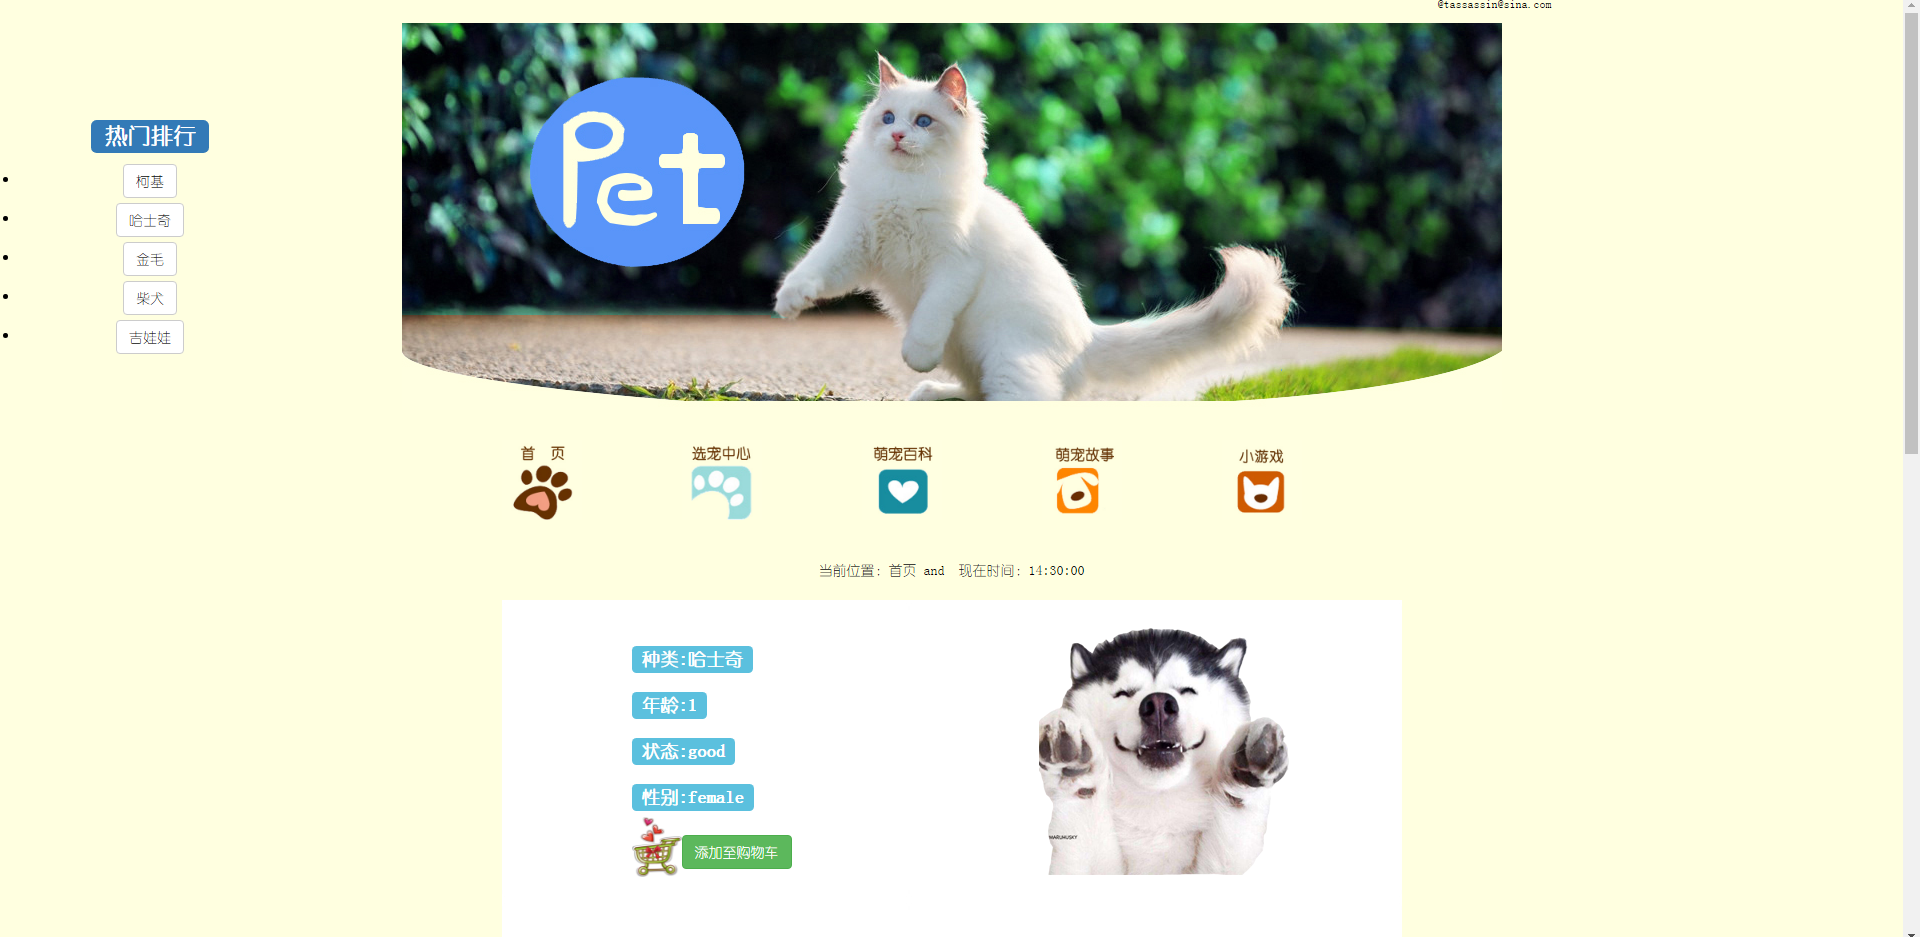 @tassassin@sina.com
Pet
热门排行
柯基
哈士奇
金毛
柴犬
吉娃娃
首 页
选宠中心
萌宠百科
萌宠故事
小游戏
当前位置: 首页 and 现在时间: 14:30:00
种类:哈士奇
年龄:1
状态:good
性别:female
添加至购物车
MARUHUSKY